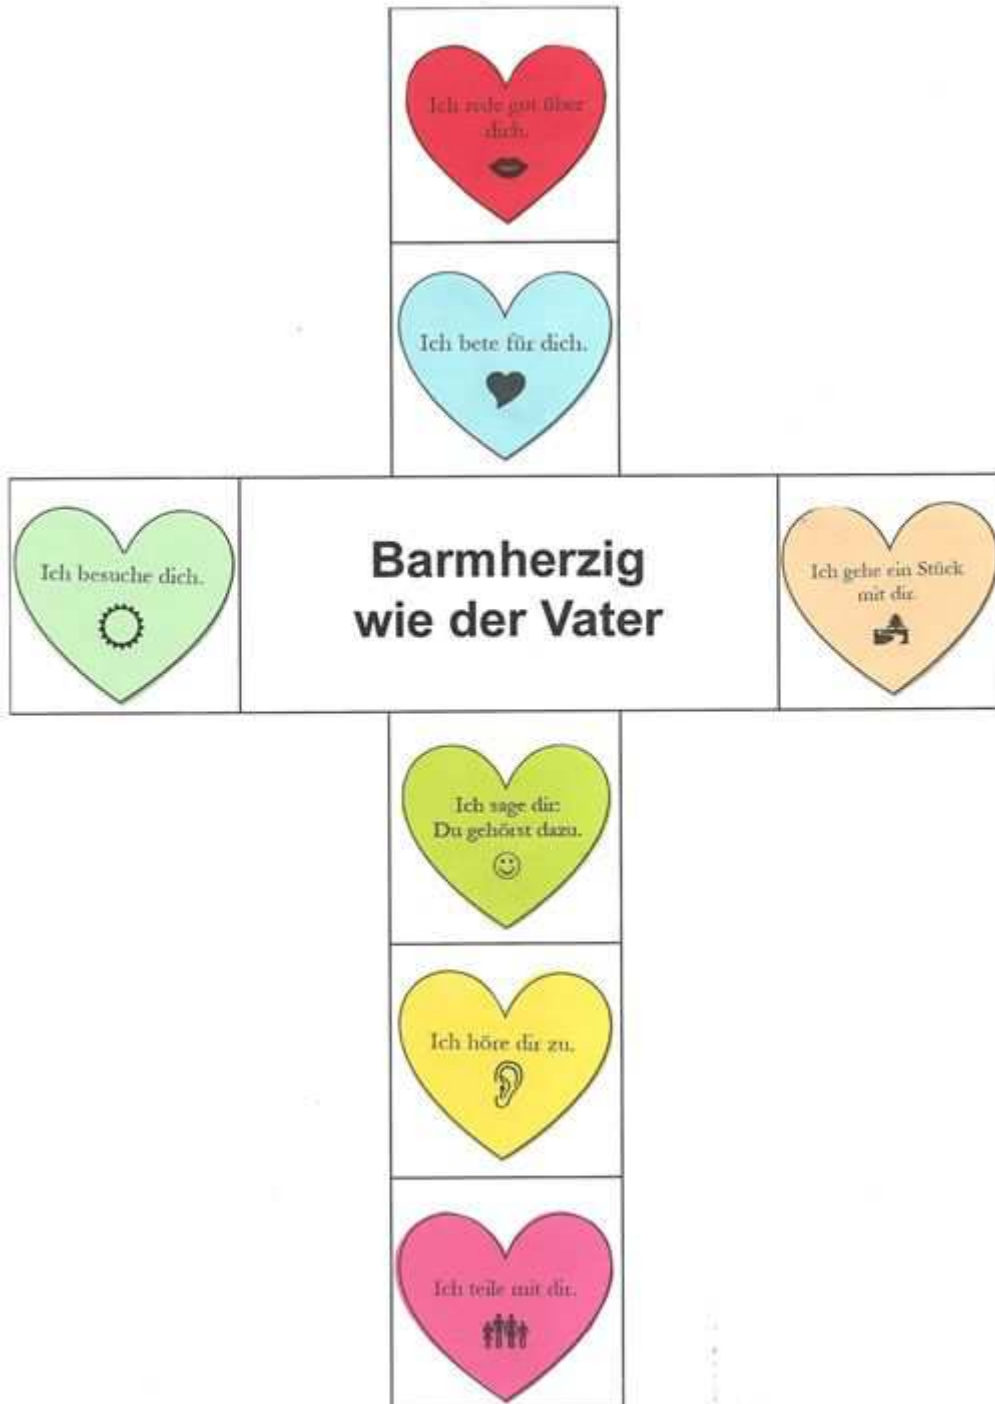 Ich rede gut über
dich.
Ich bete für dich.
Ich besuche dich.
Barmherzig
wie der Vater
Ich gehe ein Stück
mit dir.
Ich sage dir:
Du gehörst dazu.
Ich höre dir zu.
Ich teile mit dir.